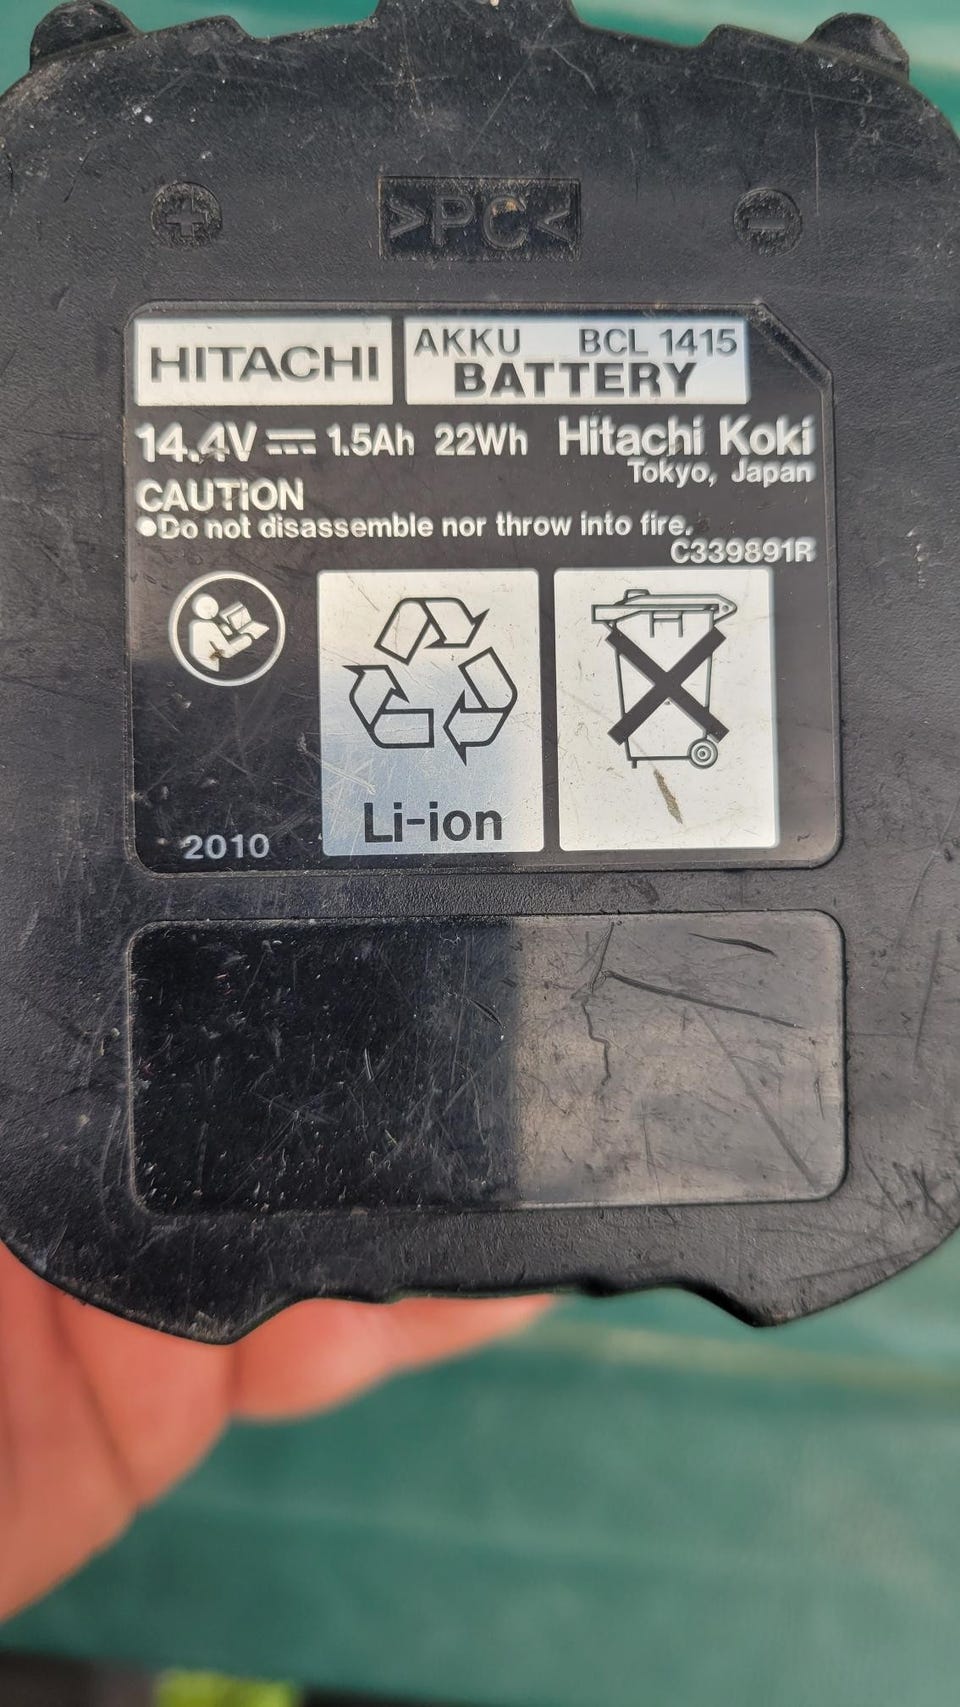 + >PC< -
HITACHI
AKKU BCL 1415
BATTERY
14.4V 1.5Ah 22Wh Hitachi Koki
Tokyo, Japan
CAUTION
•Do not disassemble nor throw into fire.
C339891R
Li-ion
2010